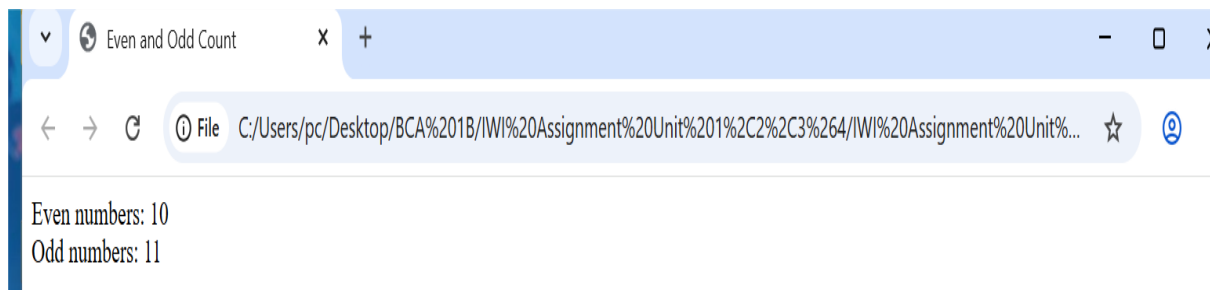 Even and Odd Count
File C:/Users/pc/Desktop/BCA%201B/IWI%20Assignment%20Unit%201%2C2%2C3%264/IWI%20Assignment%20Unit%...
Even numbers: 10
Odd numbers: 11